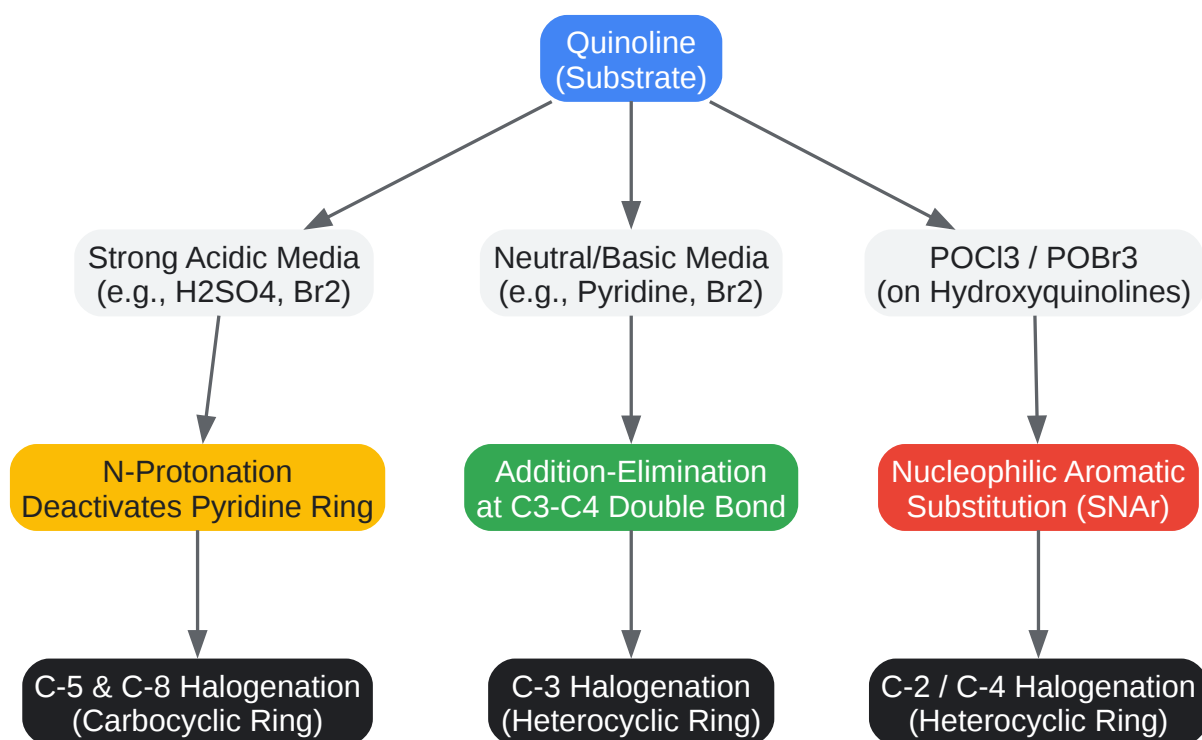 Quinoline
(Substrate)
Strong Acidic Media
(e.g., H2SO4, Br2)
Neutral/Basic Media
(e.g., Pyridine, Br2)
POCl3 / POBr3
(on Hydroxyquinolines)
N-Protonation
Deactivates Pyridine Ring
Addition-Elimination
at C3-C4 Double Bond
Nucleophilic Aromatic
Substitution (SNAr)
C-5 & C-8 Halogenation
(Carbocyclic Ring)
C-3 Halogenation
(Heterocyclic Ring)
C-2 / C-4 Halogenation
(Heterocyclic Ring)